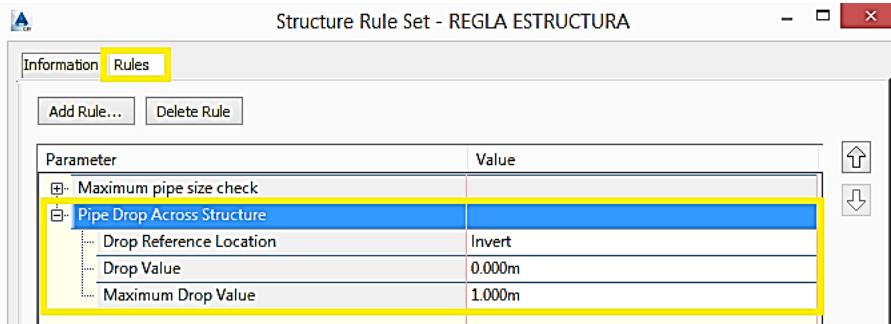 Structure Rule Set - REGLA ESTRUCTURA
Information Rules
Add Rule... Delete Rule
Parameter Value
Maximum pipe size check
Pipe Drop Across Structure
Drop Reference Location Invert
Drop Value 0.000m
Maximum Drop Value 1.000m